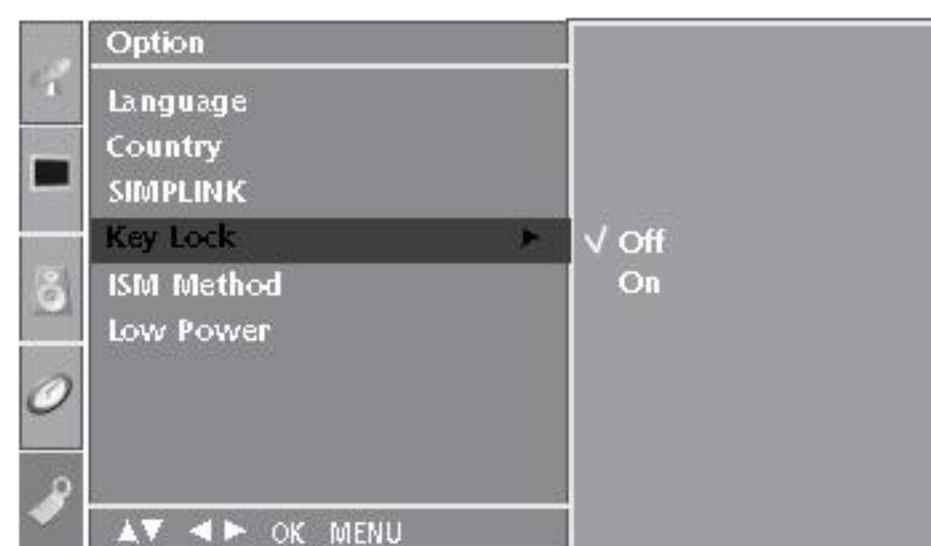 Option
Language
Country
SIMPLINK
Key Lock ►
√ Off
On
ISM Method
Low Power
▲▼ ◄► OK MENU